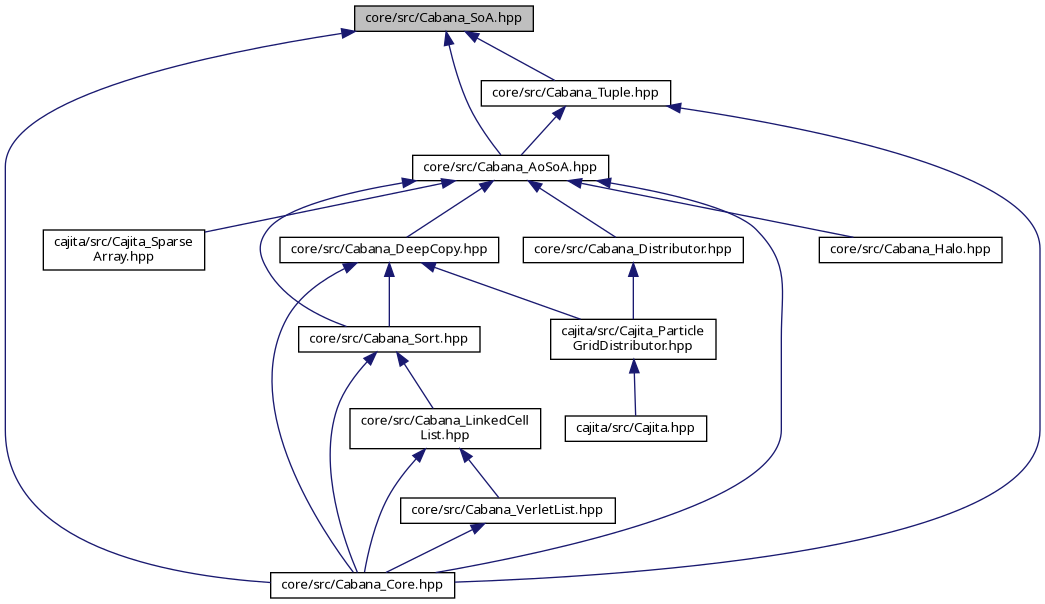 core/src/Cabana_SoA.hpp
core/src/Cabana_Tuple.hpp
core/src/Cabana_AoSoA.hpp
cajita/src/Cajita_Sparse
Array.hpp
core/src/Cabana_DeepCopy.hpp
core/src/Cabana_Distributor.hpp
core/src/Cabana_Halo.hpp
core/src/Cabana_Sort.hpp
cajita/src/Cajita_Particle
GridDistributor.hpp
core/src/Cabana_LinkedCell
List.hpp
cajita/src/Cajita.hpp
core/src/Cabana_VerletList.hpp
core/src/Cabana_Core.hpp